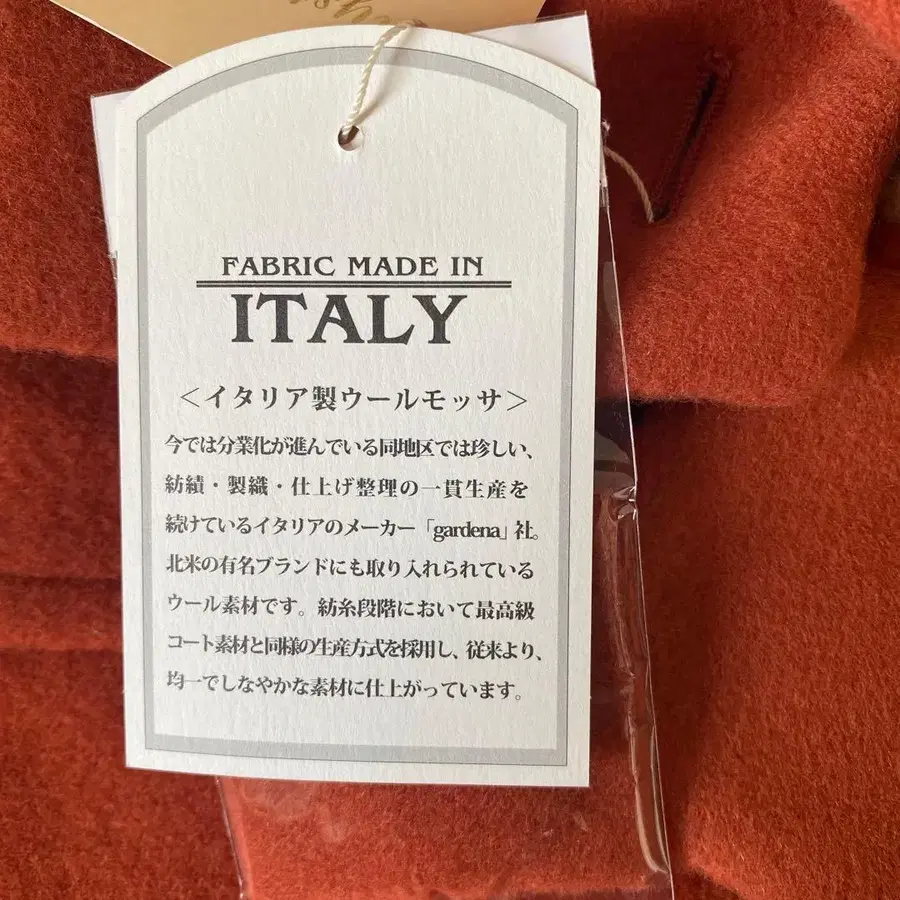 FABRIC MADE IN
ITALY
＜イタリア製ウールモッサ＞
今では分業化が進んでいる同地区では珍しい、
紡績・製織・仕上げ整理の一貫生産を
続けているイタリアのメーカー「gardena」社。
北米の有名ブランドにも取り入れられている
ウール素材です。紡糸段階において最高級
コート素材と同様の生産方式を採用し、従来より、
均一でしなやかな素材に仕上がっています。